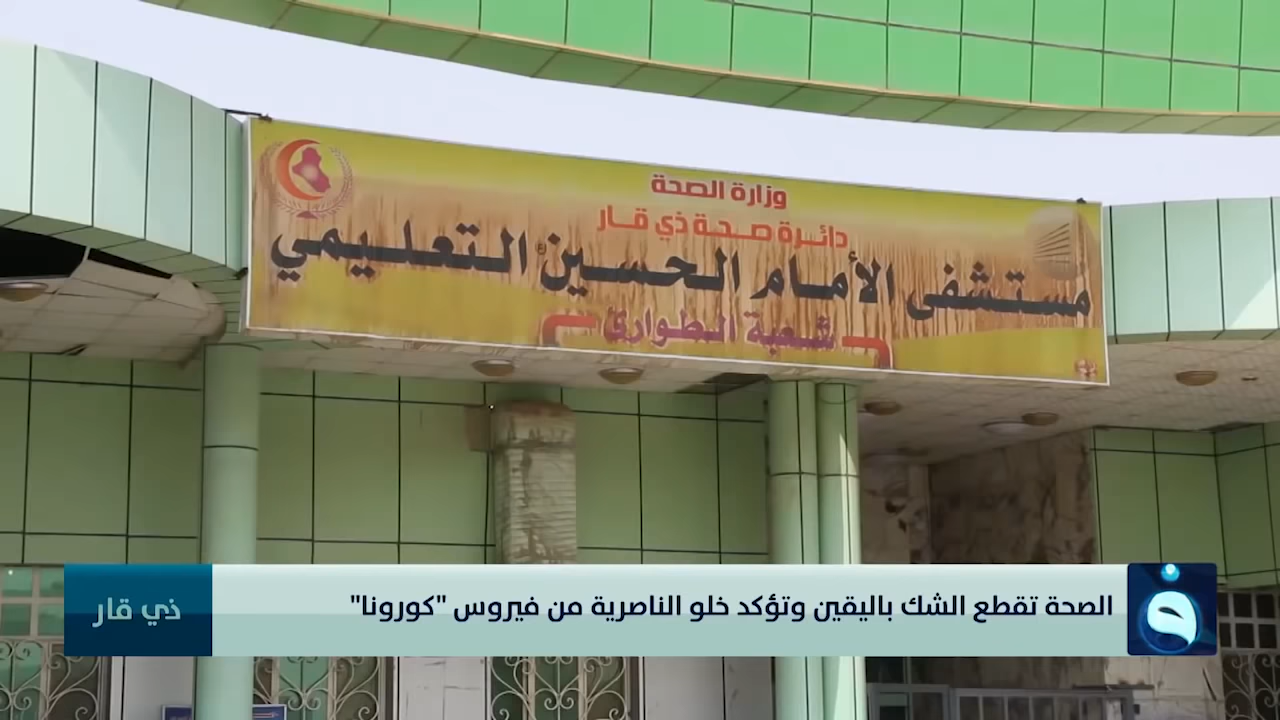 وزارة الصحة
دائرة صحة ذي قار
مستشفى الأمام الحسين التعليمي
شعبة الطوارئ
الصحة تقطع الشك باليقين وتؤكد خلو الناصرية من فيروس "كورونا"
ذي قار